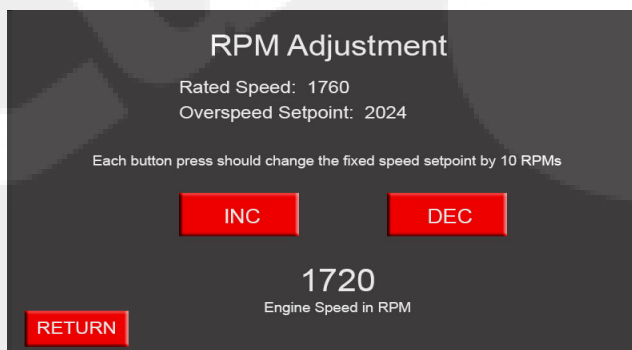 RPM Adjustment
Rated Speed: 1760
Overspeed Setpoint: 2024
Each button press should change the fixed speed setpoint by 10 RPMs
INC
DEC
1720
Engine Speed in RPM
RETURN